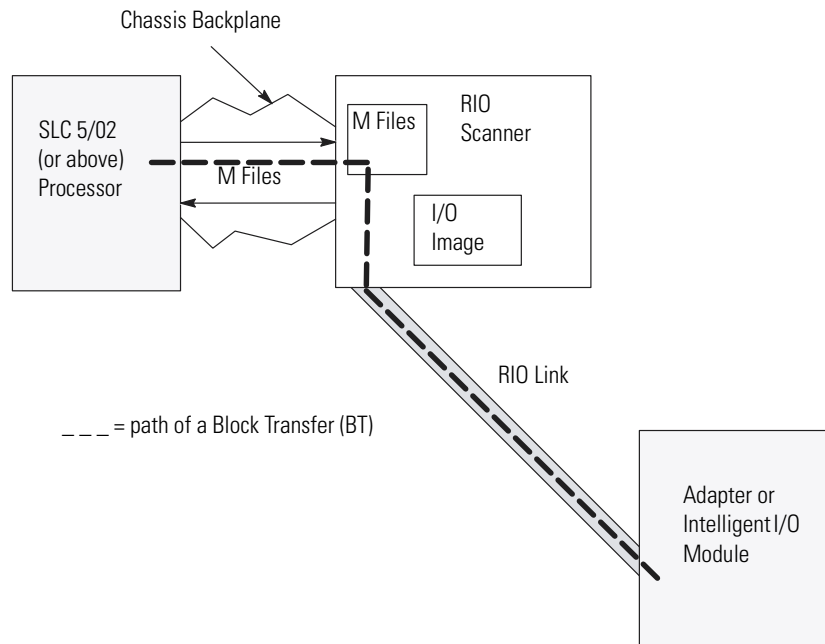 Chassis Backplane
SLC 5/02
(or above)
Processor
M Files
M Files
RIO
Scanner
I/O
Image
RIO Link
_ _ _ = path of a Block Transfer (BT)
Adapter or
Intelligent I/O
Module